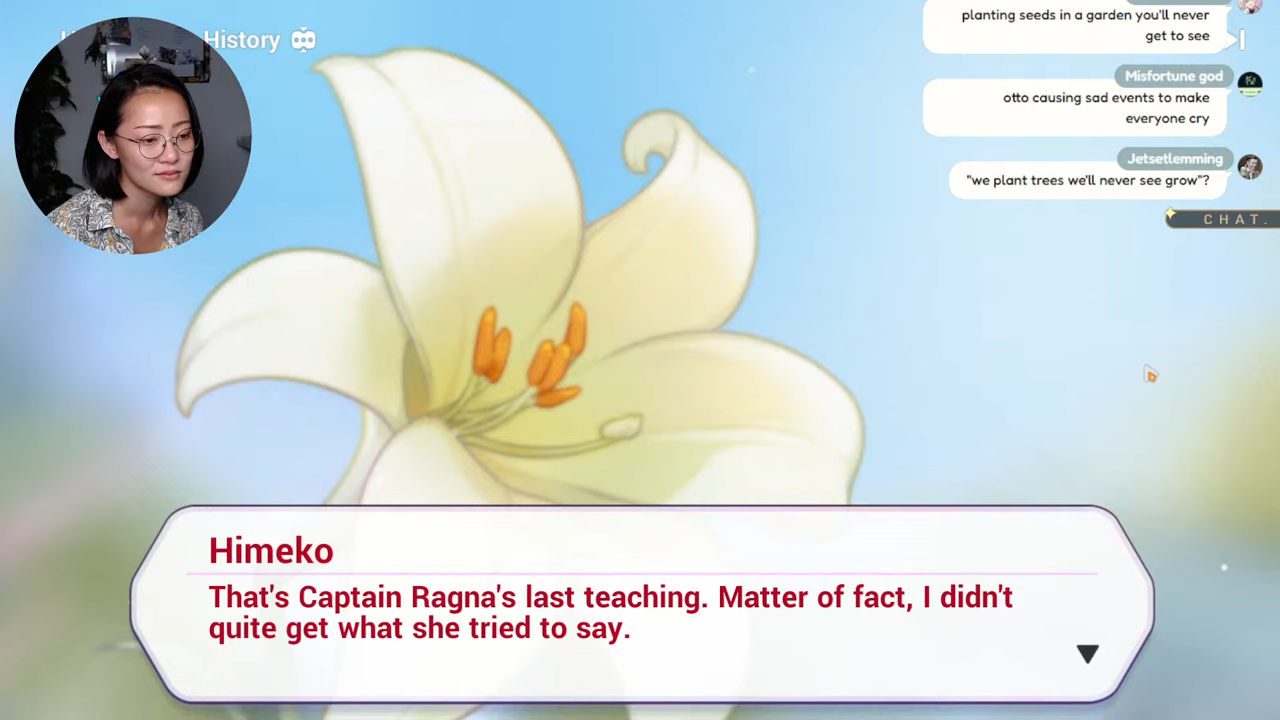 History
planting seeds in a garden you'll never
get to see
Misfortune god
otto causing sad events to make
everyone cry
Jetsetlemming
"we plant trees we'll never see grow"?
CHAT.
Himeko
That's Captain Ragna's last teaching. Matter of fact, I didn't
quite get what she tried to say.